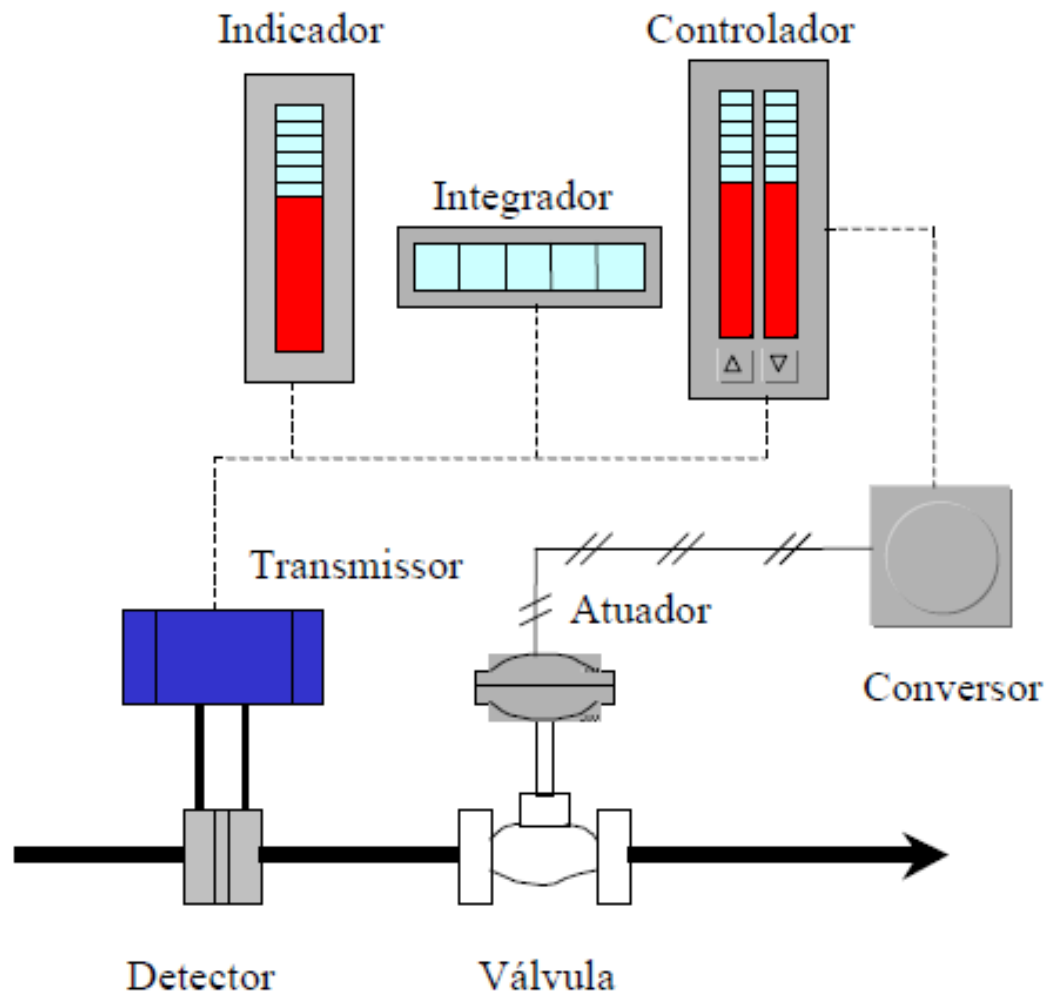 Indicador
Controlador
Integrador
Transmissor
Atuador
Conversor
Detector
Válvula